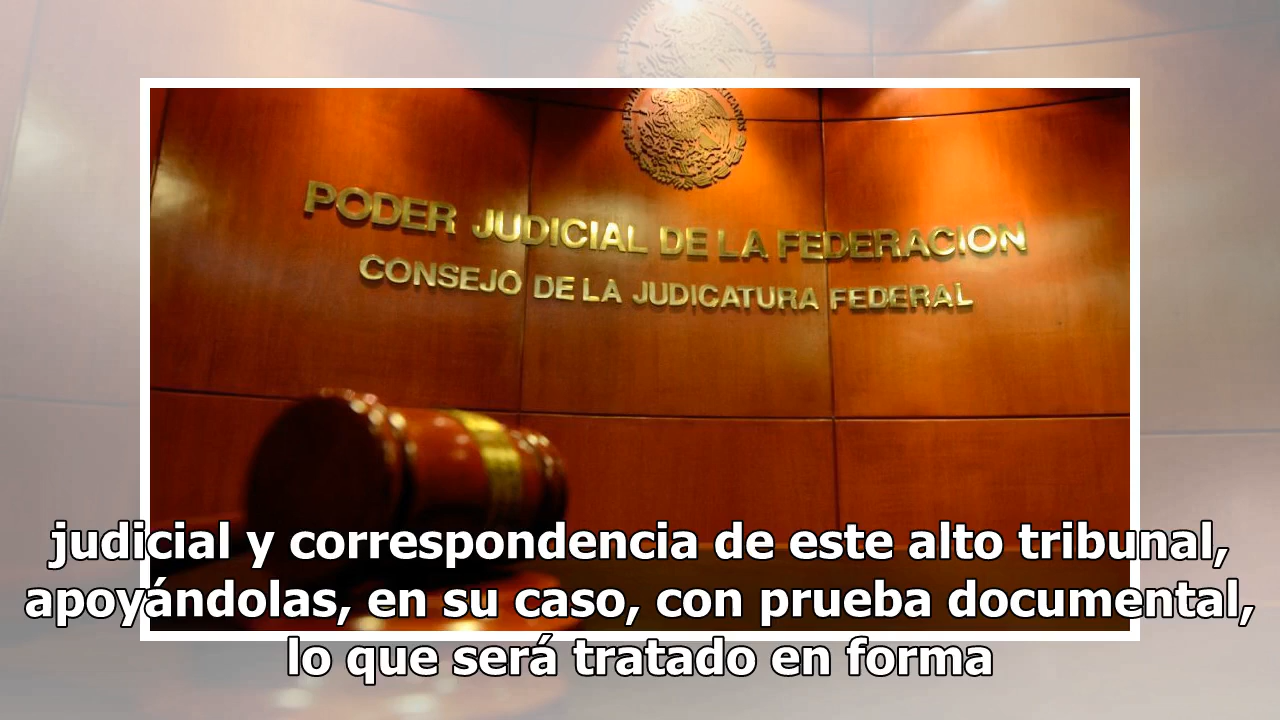 PODER JUDICIAL DE LA FEDERACION
CONSEJO DE LA JUDICATURA FEDERAL
judicial y correspondencia de este alto tribunal,
apoyándolas, en su caso, con prueba documental,
lo que será tratado en forma